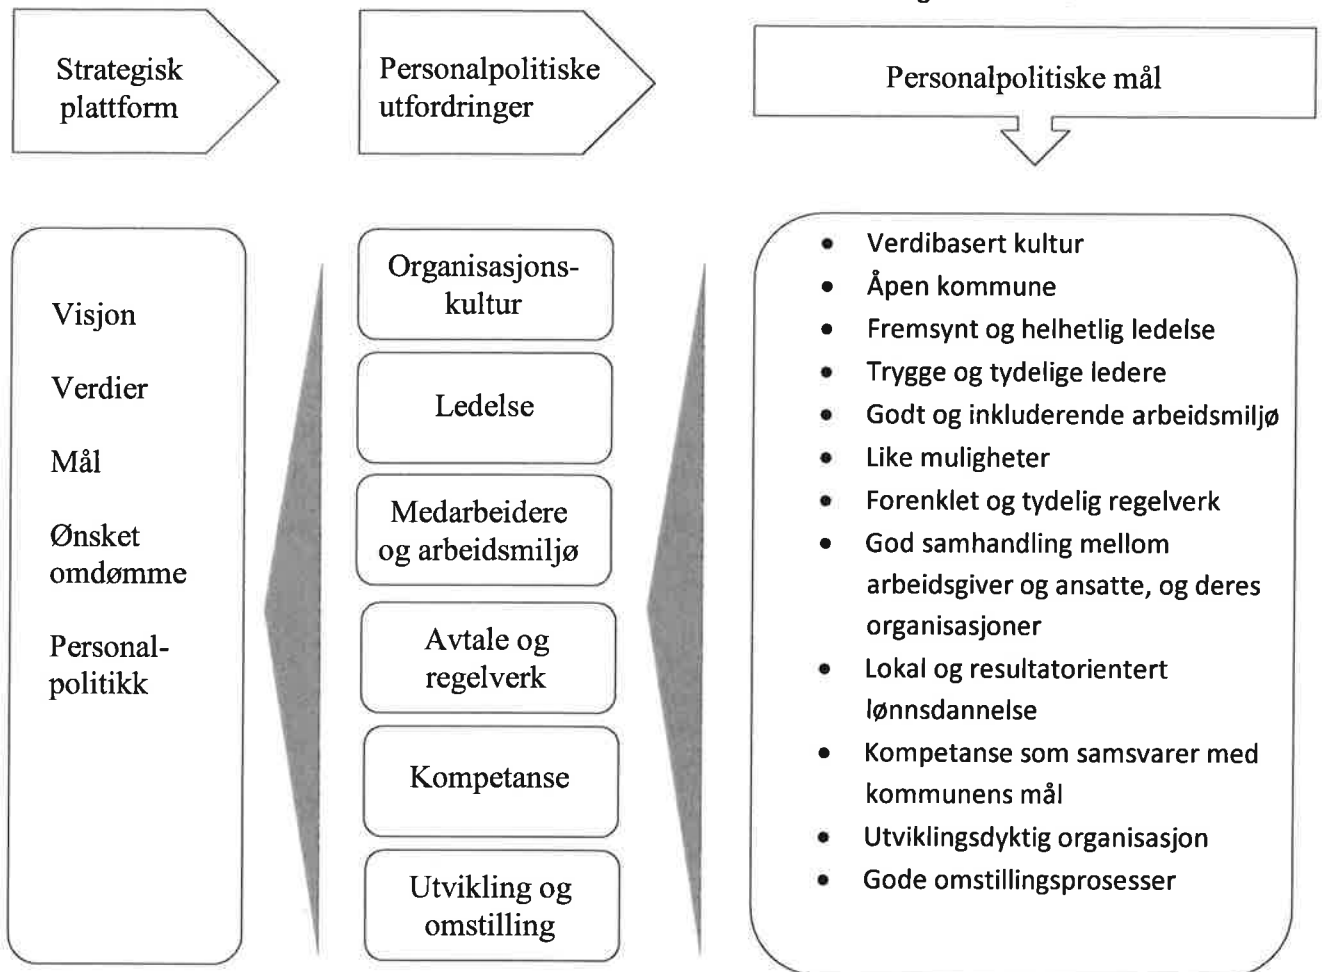 Strategisk
plattform
Personalpolitiske
utfordringer
Personalpolitiske mål
Visjon
Verdier
Mål
Ønsket
omdømme
Personal-
politikk
Organisasjons-
kultur
Ledelse
Medarbeidere
og arbeidsmiljø
Avtale og
regelverk
Kompetanse
Utvikling og
omstilling
• Verdibasert kultur
• Åpen kommune
• Fremsynt og helhetlig ledelse
• Trygge og tydelige ledere
• Godt og inkluderende arbeidsmiljø
• Like muligheter
• Forenklet og tydelig regelverk
• God samhandling mellom
arbeidsgiver og ansatte, og deres
organisasjoner
• Lokal og resultatorientert
lønnsdannelse
• Kompetanse som samsvarer med
kommunens mål
• Utviklingsdyktig organisasjon
• Gode omstillingsprosesser